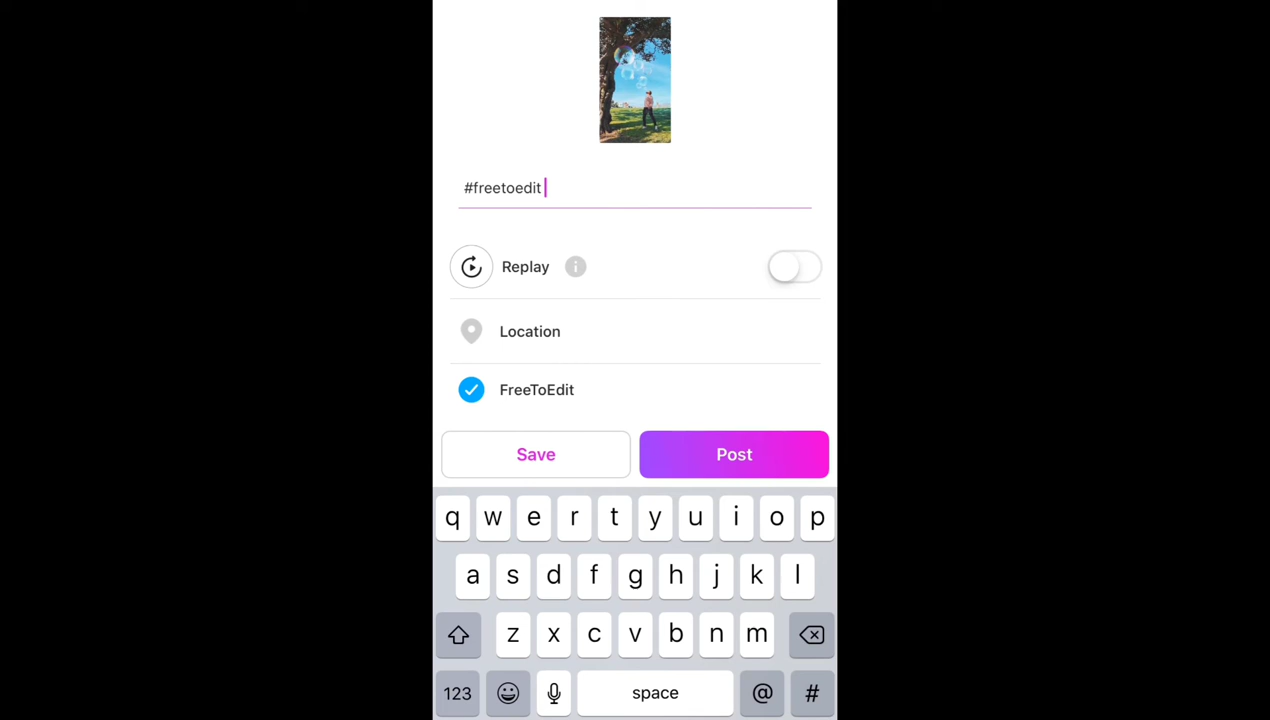 #freetoedit
Replay i
Location
FreeToEdit
Save Post
q w e r t y u i o p
a s d f g h j k l
z x c v b n m
123 space @ #